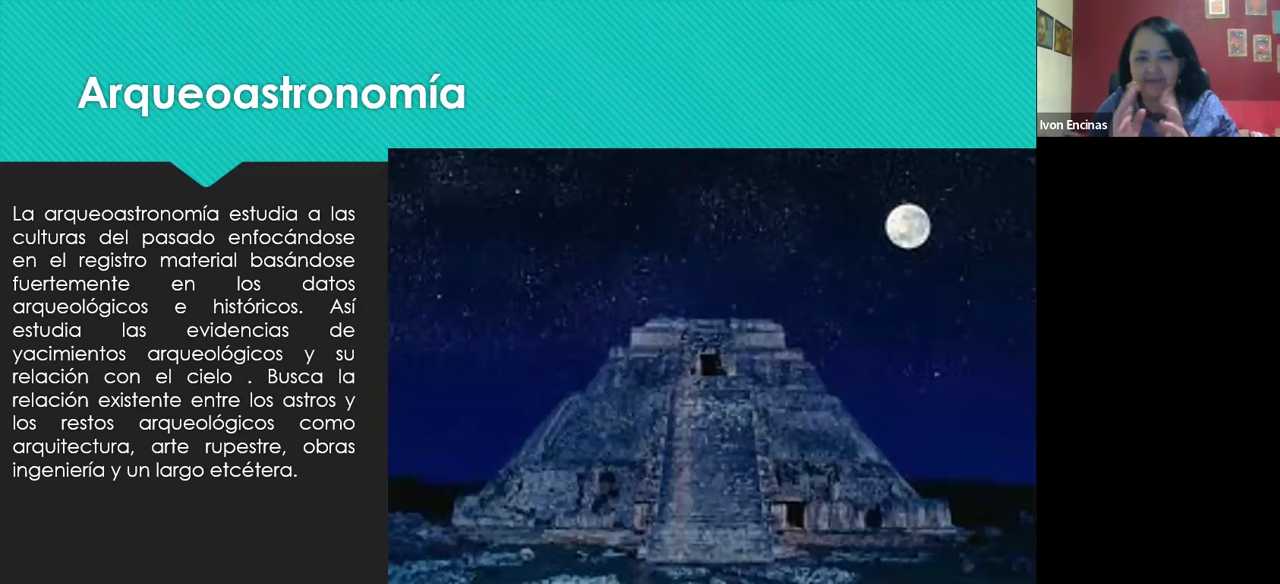 Arqueoastronomía
La arqueoastronomía estudia a las
culturas del pasado enfocándose
en el registro material basándose
fuertemente en los datos
arqueológicos e históricos. Así
estudia las evidencias de
yacimientos arqueológicos y su
relación con el cielo . Busca la
relación existente entre los astros y
los restos arqueológicos como
arquitectura, arte rupestre, obras
ingeniería y un largo etcétera.
Ivon Encinas